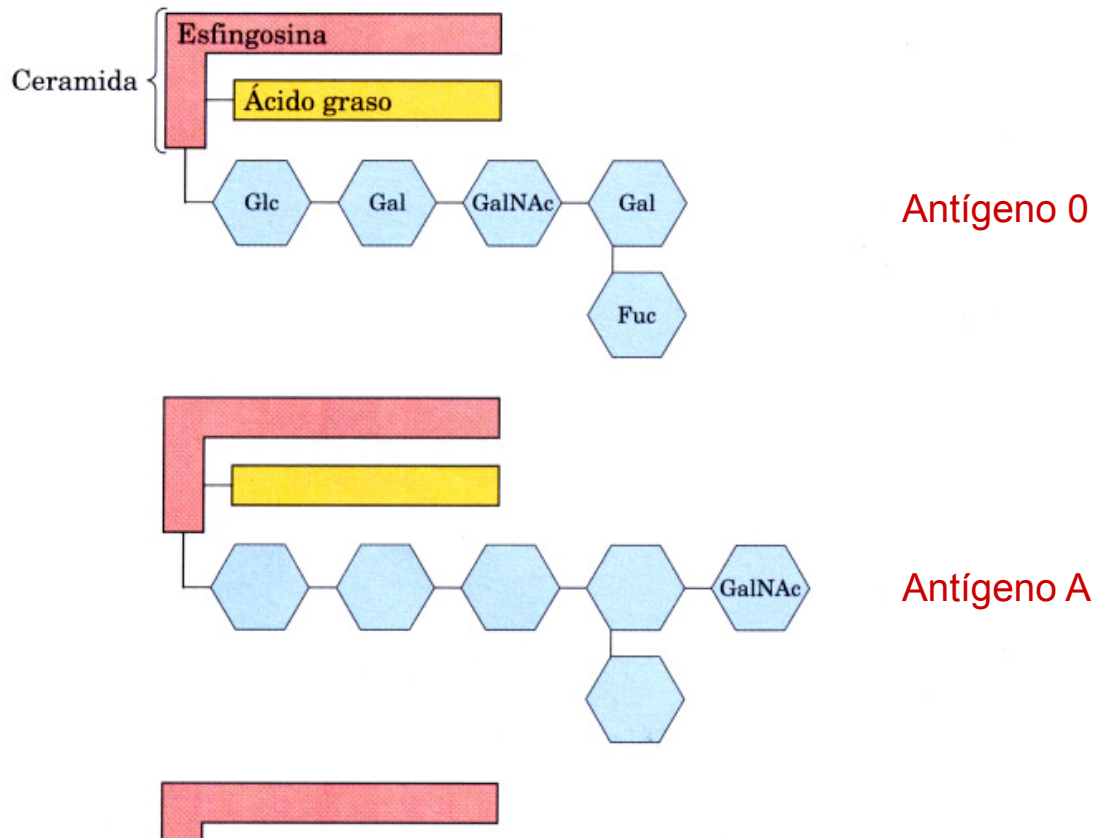 Esfingosina
Ceramida
Ácido graso
Glc Gal GalNAc Gal
Antígeno 0
Fuc
GalNAc
Antígeno A